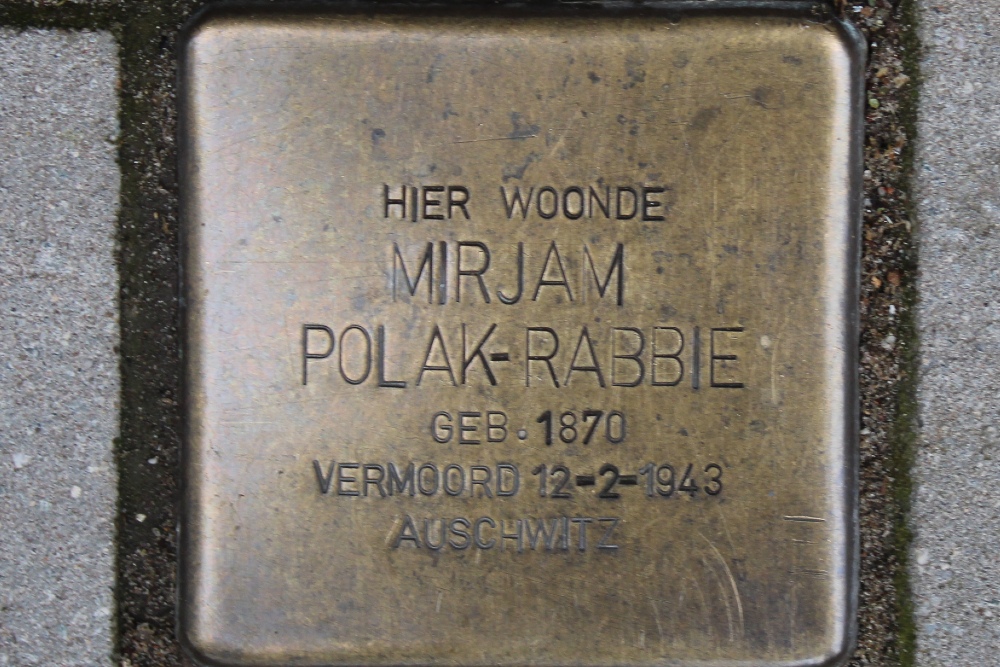 HIER WOONDE
MIRJAM
POLAK-RABBIE
GEB. 1870
VERMOORD 12-2-1943
AUSCHWITZ